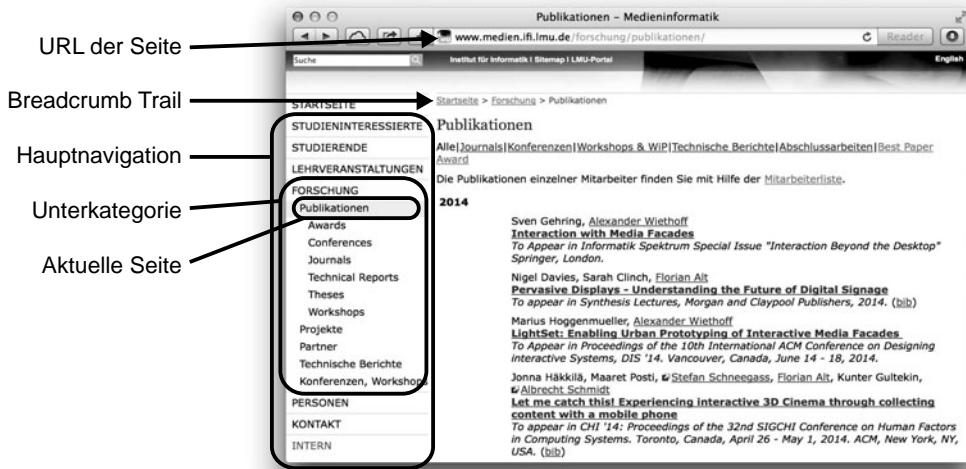 Publikationen – Medieninformatik
URL der Seite
www.medien.ifi.lmu.de/forschung/publikationen/
Reader
Suche
Institut für Informatik | Sitemap | LMU-Portal
English
Breadcrumb Trail
Startseite > Forschung > Publikationen
Hauptnavigation
Unterkategorie
Aktuelle Seite
STARTSEITE
STUDIENINTERESSIERTE
STUDIERENDE
LEHRVERANSTALTUNGEN
FORSCHUNG
Publikationen
Awards
Conferences
Journals
Technical Reports
Theses
Workshops
Projekte
Partner
Technische Berichte
Konferenzen, Workshops
PERSONEN
KONTAKT
INTERN
Publikationen
Alle|Journals|Konferenzen|Workshops & WiP|Technische Berichte|Abschlussarbeiten|Best Paper
Award
Die Publikationen einzelner Mitarbeiter finden Sie mit Hilfe der Mitarbeiterliste.
2014
Sven Gehring, Alexander Wiethoff
Interaction with Media Facades
To Appear in Informatik Spektrum Special Issue "Interaction Beyond the Desktop"
Springer, London.
Nigel Davies, Sarah Clinch, Florian Alt
Pervasive Displays - Understanding the Future of Digital Signage
To appear in Synthesis Lectures, Morgan and Claypool Publishers, 2014. (bib)
Marius Hoggenmueller, Alexander Wiethoff
LightSet: Enabling Urban Prototyping of Interactive Media Facades
To Appear in Proceedings of the 10th International ACM Conference on Designing
interactive Systems, DIS '14. Vancouver, Canada, June 14 - 18, 2014.
Jonna Häkkilä, Maaret Posti, Stefan Schneegass, Florian Alt, Kunter Gultekin,
Albrecht Schmidt
Let me catch this! Experiencing interactive 3D Cinema through collecting
content with a mobile phone
To appear in CHI '14: Proceedings of the 32nd SIGCHI Conference on Human Factors
in Computing Systems. Toronto, Canada, April 26 - May 1, 2014. ACM, New York, NY,
USA. (bib)